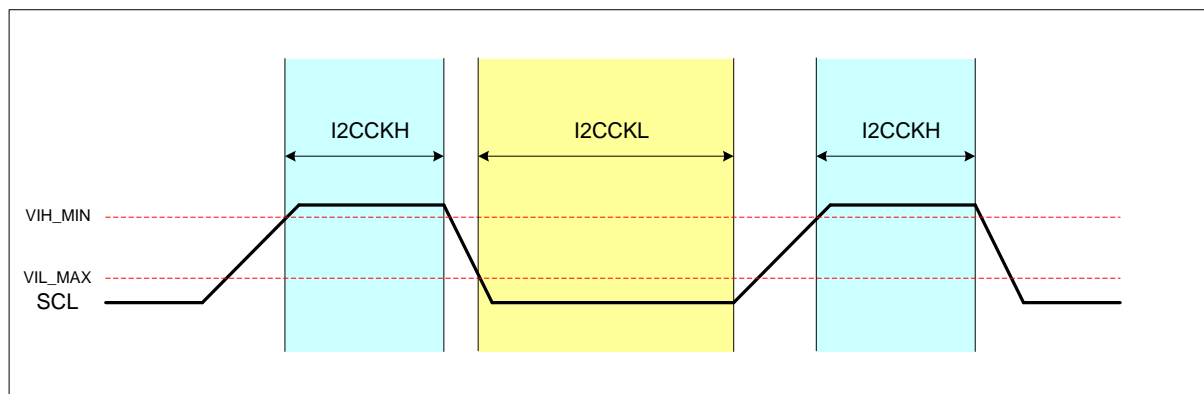 I2CCKH
I2CCKL
I2CCKH
VIH_MIN
VIL_MAX
SCL